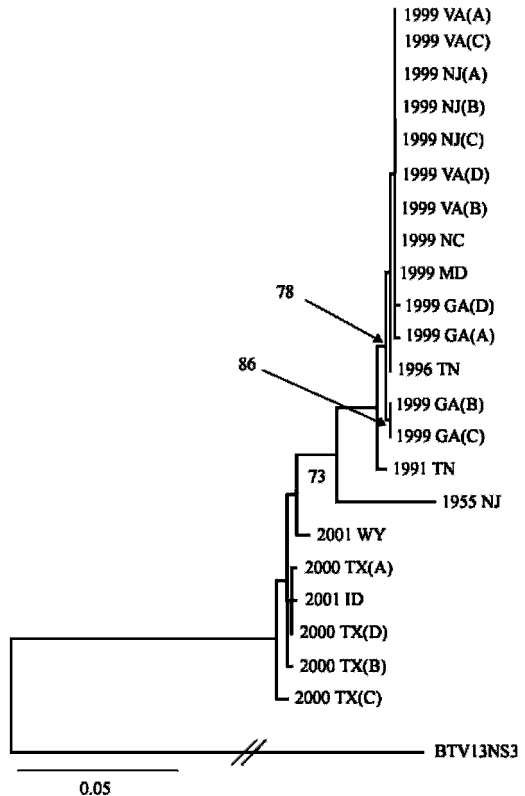 1999 VA(A)
1999 VA(C)
1999 NJ(A)
1999 NJ(B)
1999 NJ(C)
1999 VA(D)
1999 VA(B)
1999 NC
1999 MD
78
1999 GA(D)
1999 GA(A)
86
1996 TN
1999 GA(B)
1999 GA(C)
1991 TN
73
1955 NJ
2001 WY
2000 TX(A)
2001 ID
2000 TX(D)
2000 TX(B)
2000 TX(C)
BTV13NS3
0.05